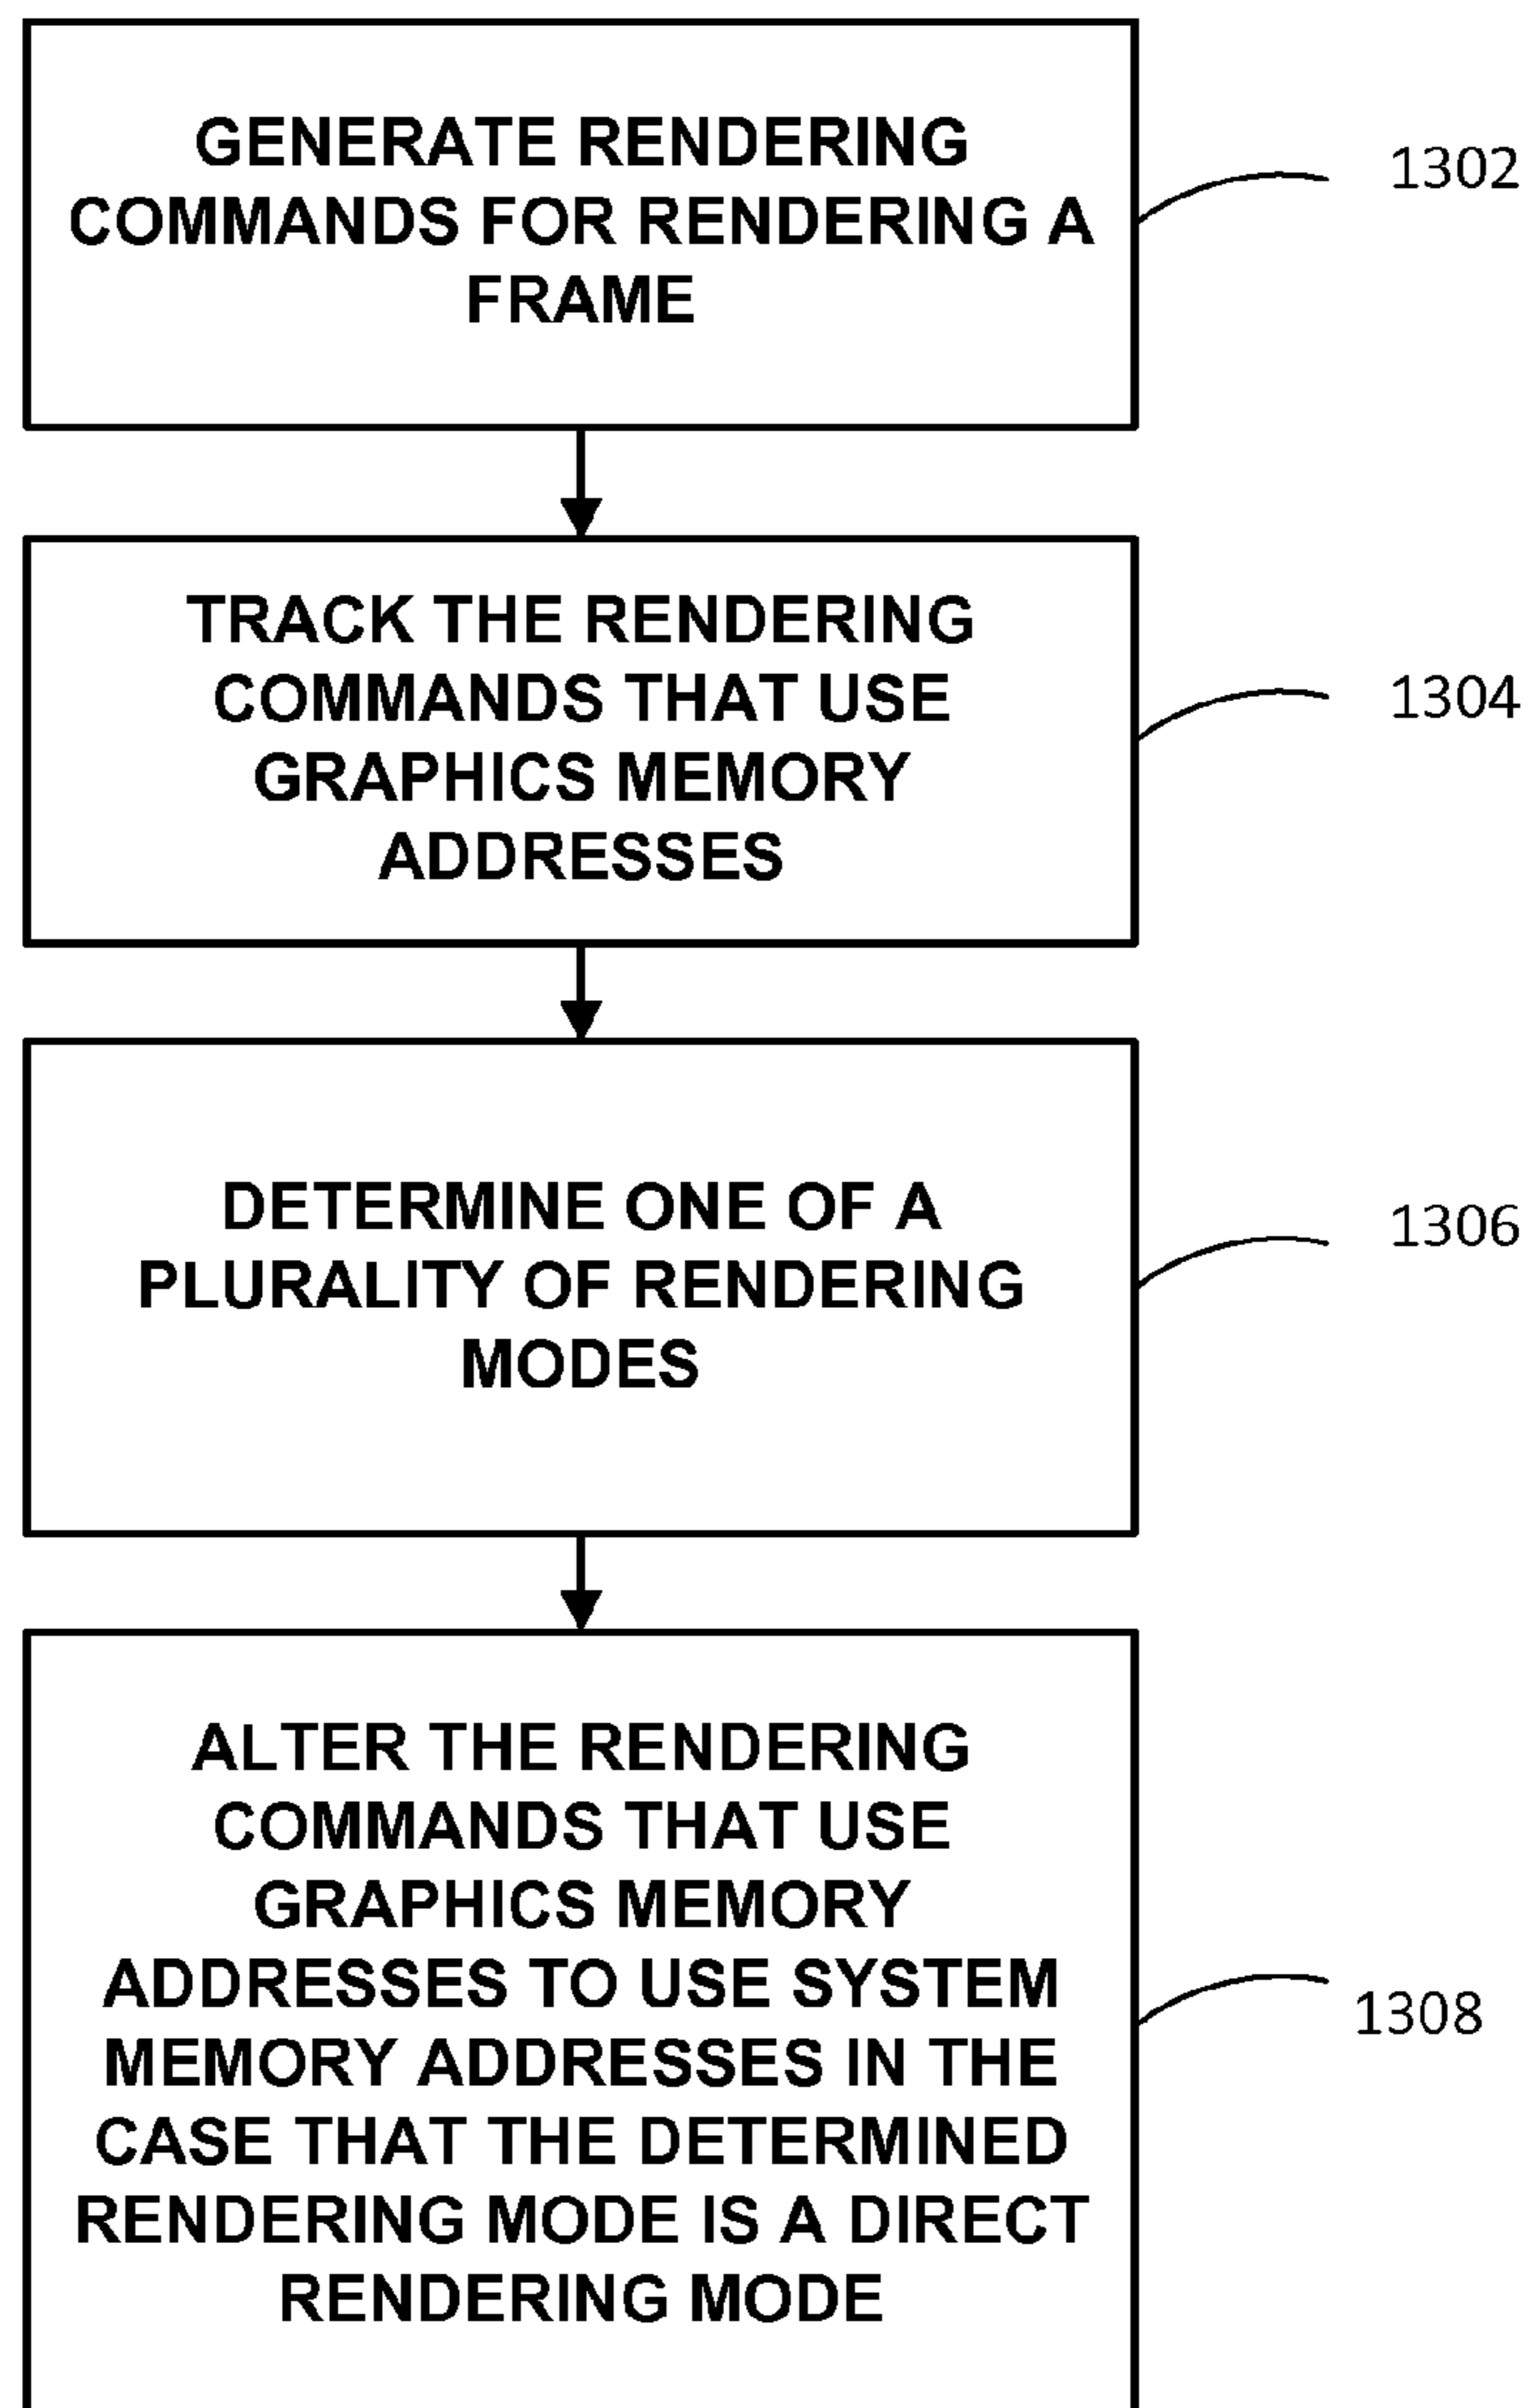 GENERATE RENDERING
COMMANDS FOR RENDERING A
FRAME
1302
TRACK THE RENDERING
COMMANDS THAT USE
GRAPHICS MEMORY
ADDRESSES
1304
DETERMINE ONE OF A
PLURALITY OF RENDERING
MODES
1306
ALTER THE RENDERING
COMMANDS THAT USE
GRAPHICS MEMORY
ADDRESSES TO USE SYSTEM
MEMORY ADDRESSES IN THE
CASE THAT THE DETERMINED
RENDERING MODE IS A DIRECT
RENDERING MODE
1308